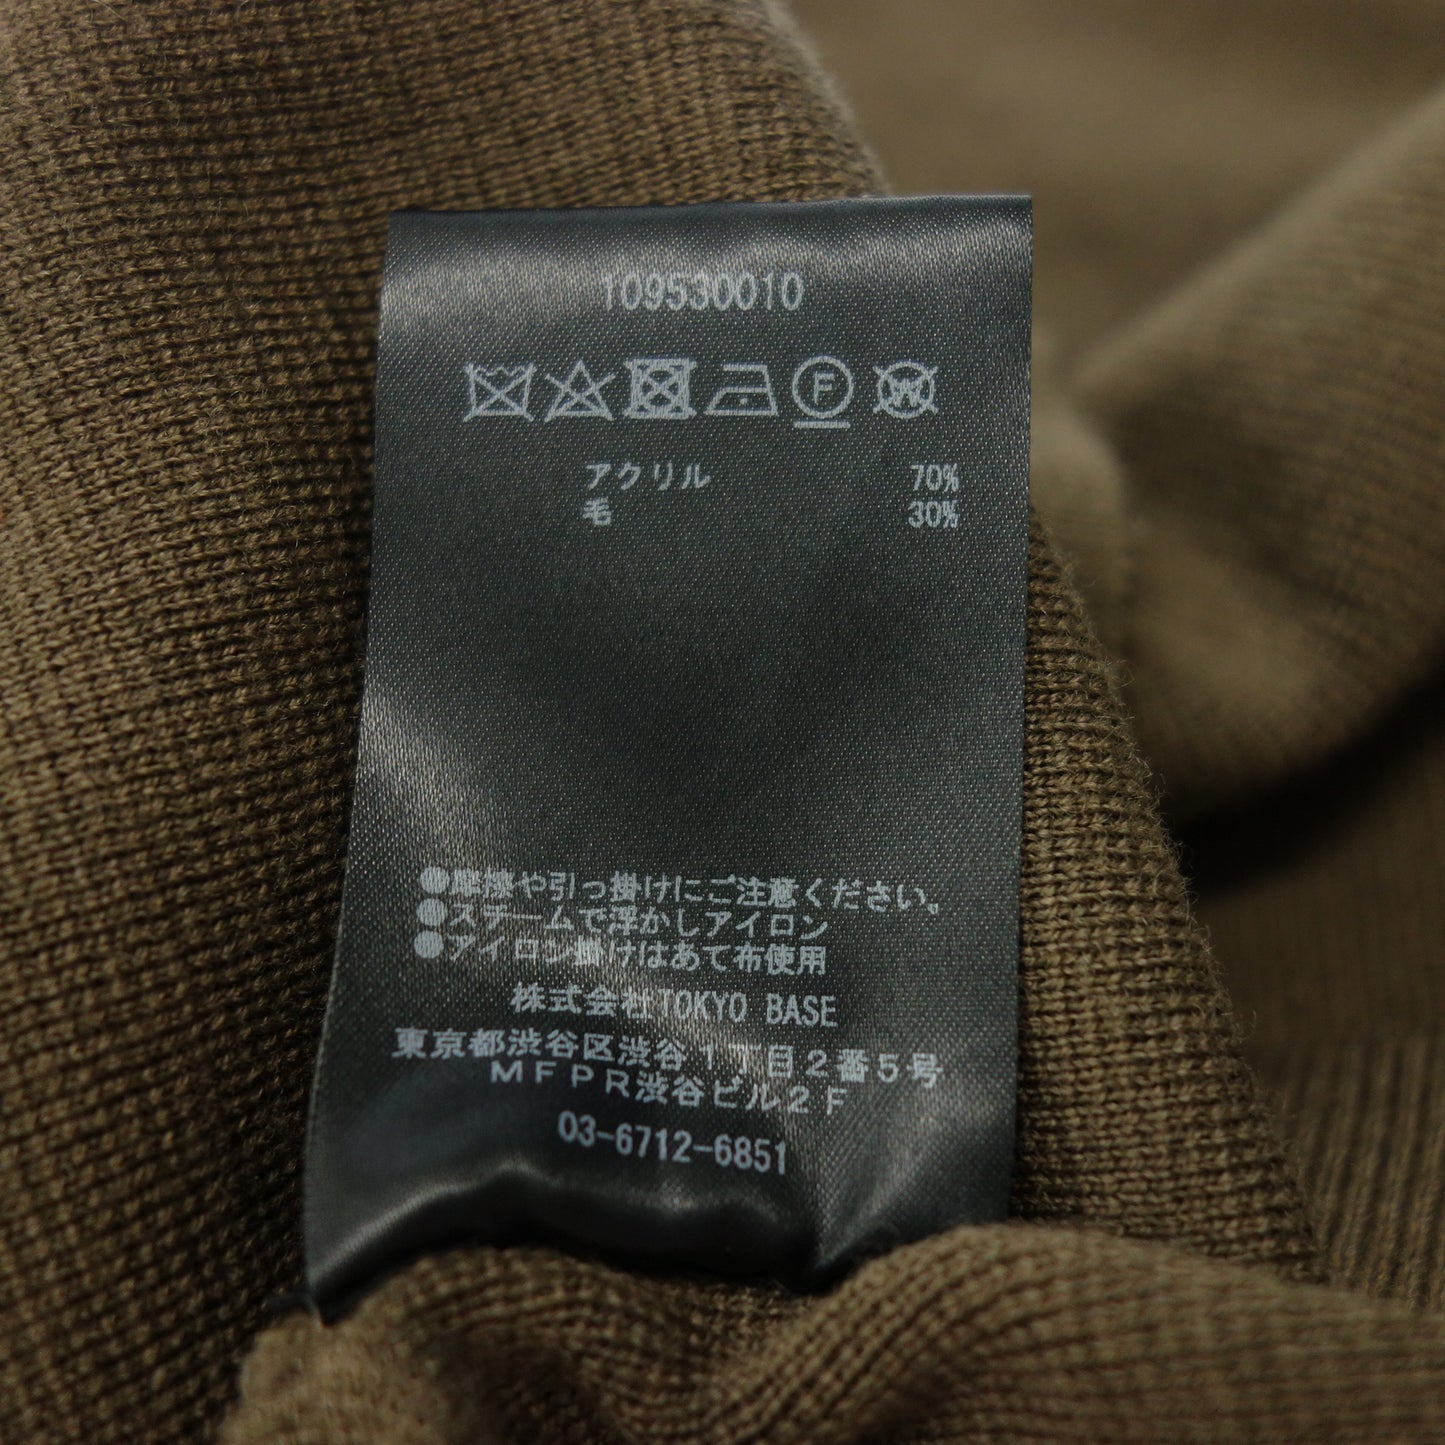 109530010
F W
アクリル 70%
毛 30%
●摩擦や引っ掛けにご注意ください。
●スチームで浮かしアイロン
●アイロン掛けはあて布使用
株式会社TOKYO BASE
東京都渋谷区渋谷1丁目2番5号
MFPR渋谷ビル2F
03-6712-6851